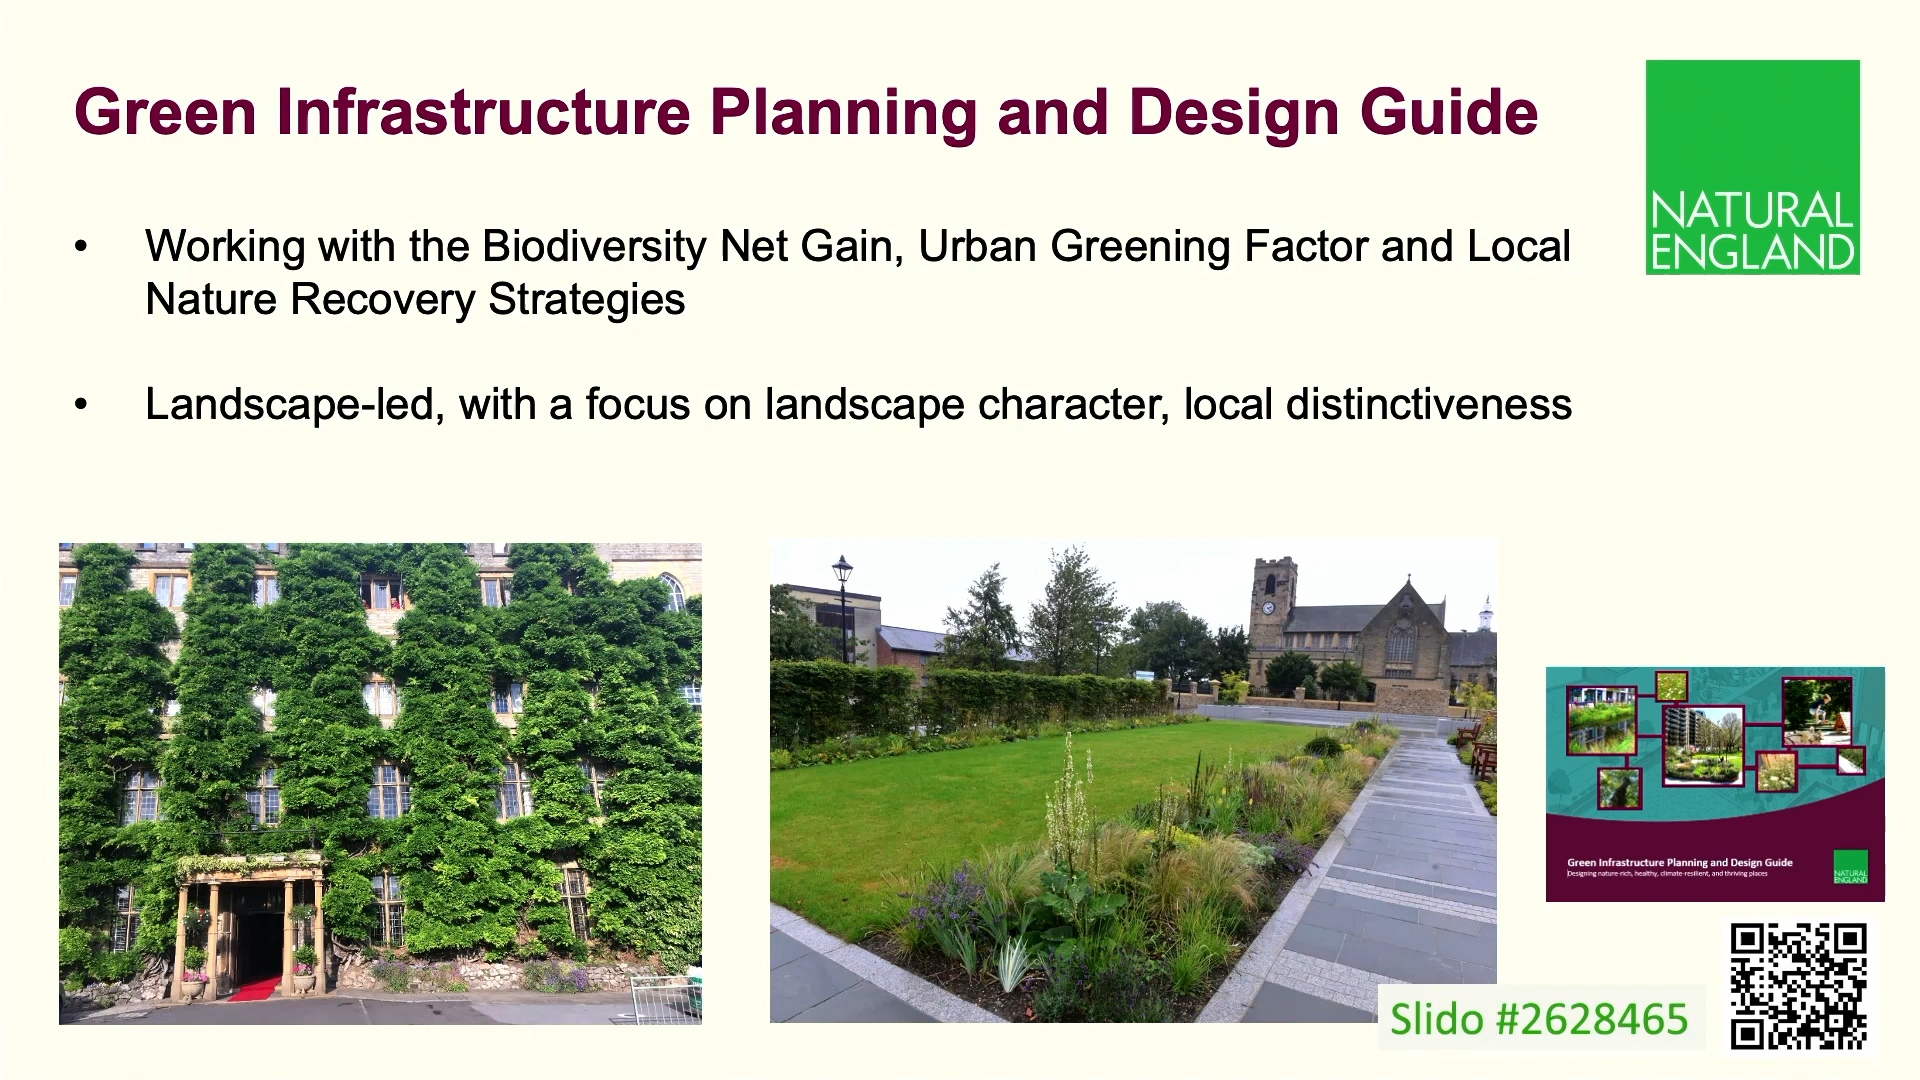 Green Infrastructure Planning and Design Guide
NATURAL
ENGLAND
• Working with the Biodiversity Net Gain, Urban Greening Factor and Local
Nature Recovery Strategies
• Landscape-led, with a focus on landscape character, local distinctiveness
Green Infrastructure Planning and Design Guide
Designing nature-rich, healthy, climate-resilient, and thriving places
NATURAL
ENGLAND
Slido #2628465